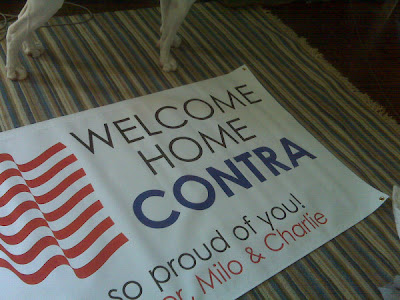 WELCOME
HOME
CONTRA
so proud of you!
Milo & Charlie